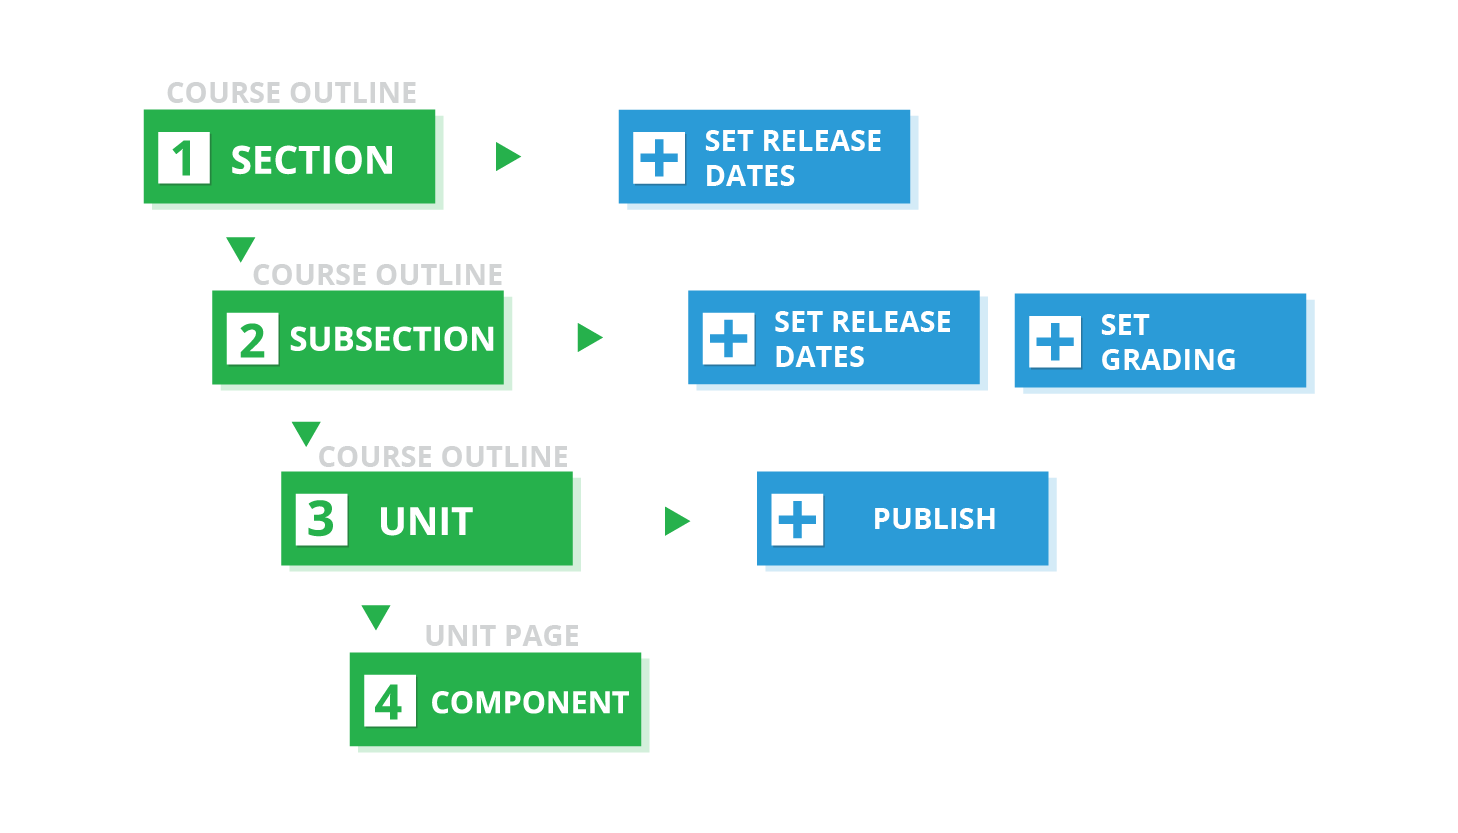 COURSE OUTLINE
1 SECTION
SET RELEASE
DATES
COURSE OUTLINE
2 SUBSECTION
SET RELEASE
DATES
SET
GRADING
COURSE OUTLINE
3 UNIT
PUBLISH
UNIT PAGE
4 COMPONENT